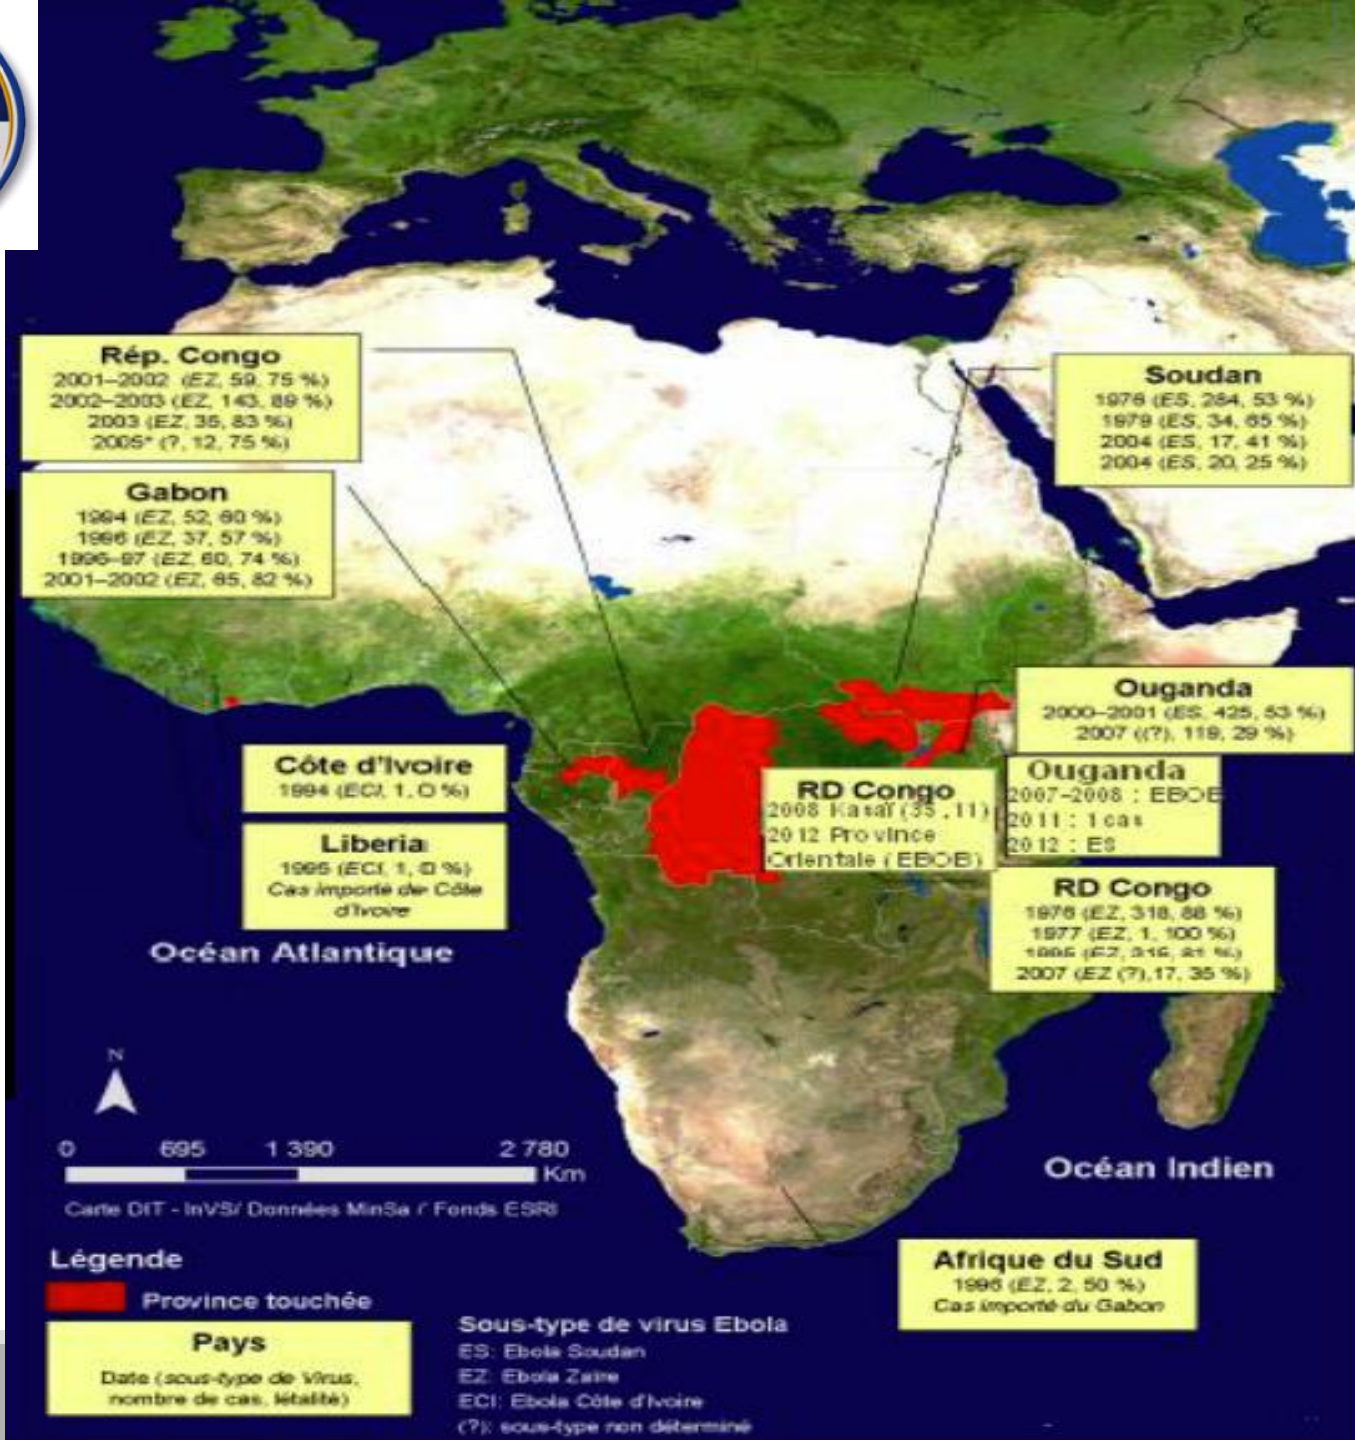 Rép. Congo
2001–2002 (EZ, 59, 75 %)
2002–2003 (EZ, 143, 89 %)
2003 (EZ, 35, 83 %)
2005* (?, 12, 75 %)
Gabon
1994 (EZ, 52, 60 %)
1996 (EZ, 37, 57 %)
1996–97 (EZ, 60, 74 %)
2001–2002 (EZ, 65, 82 %)
Soudan
1976 (ES, 284, 53 %)
1979 (ES, 34, 65 %)
2004 (ES, 17, 41 %)
2004 (ES, 20, 25 %)
Ouganda
2000–2001 (ES, 425, 53 %)
2007 ((?), 119, 29 %)
Ouganda
2007-2008 : EBOB
2011 : 1 cas
2012 : ES
RD Congo
2008 Kasaï (35 ,11)
2012 Province
Orientale ( EBOB)
Côte d'Ivoire
1994 (ECI, 1, 0 %)
Liberia
1995 (ECI, 1, 0 %)
Cas importé de Côte
d'Ivoire
RD Congo
1976 (EZ, 318, 88 %)
1977 (EZ, 1, 100 %)
1995 (EZ, 315, 81 %)
2007 (EZ (?),17, 35 %)
Océan Atlantique
N
0 695 1 390 2 780
Km
Carte DIT - InVS/ Données MinSa / Fonds ESRI
Océan Indien
Afrique du Sud
1996 (EZ, 2, 50 %)
Cas importé du Gabon
Légende
Province touchée
Pays
Date (sous-type de Virus,
nombre de cas, létalité)
Sous-type de virus Ebola
ES: Ebola Soudan
EZ: Ebola Zaïre
ECI: Ebola Côte d'Ivoire
(?): sous-type non déterminé